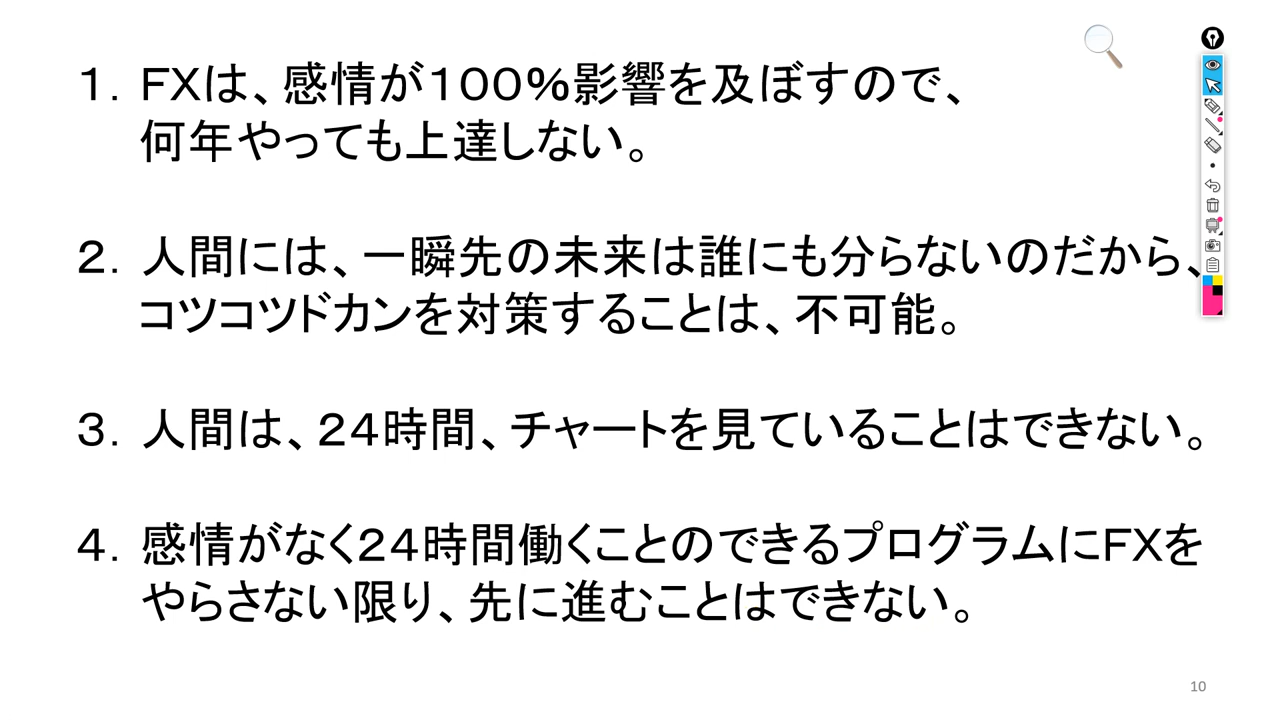 １．FXは、感情が１００％影響を及ぼすので、
何年やっても上達しない。
２．人間には、一瞬先の未来は誰にも分らないのだから、
コツコツドカンを対策することは、不可能。
３．人間は、２４時間、チャートを見ていることはできない。
４．感情がなく２４時間働くことのできるプログラムにFXを
やらさない限り、先に進むことはできない。
10